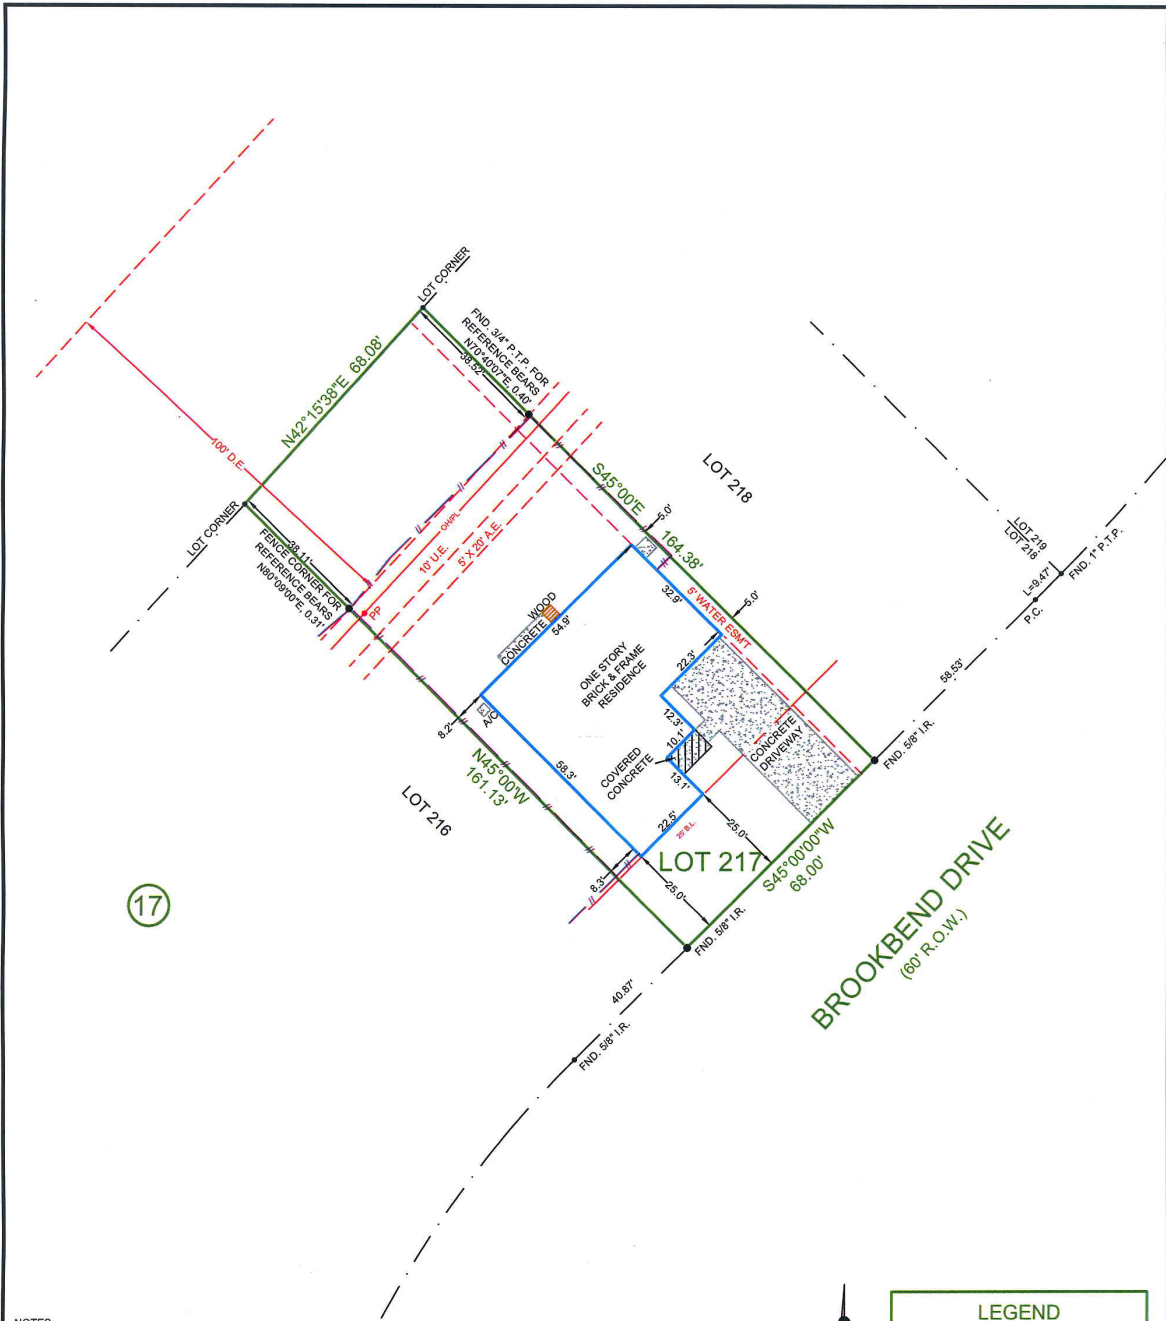 LOT CORNER
FND. 3/4" P.T.P. FOR
REFERENCE BEARS
N70°40'07"E, 0.40'
38.52'
N42°15'38"E 68.08'
100' D.E.
LOT CORNER
38.11'
FENCE CORNER FOR
REFERENCE BEARS
N80°09'00"E, 0.31'
PP
OH/PL
10' U.E.
5' X 20' A.E.
S45°00'E 164.38'
LOT 218
5.0'
5.0'
LOT 219
LOT 218
L=9.47'
FND. 1" P.T.P.
P.C.
58.53'
FND. 5/8" I.R.
32.9'
5' WATER ESM'T
WOOD
CONCRETE
54.9'
ONE STORY
BRICK & FRAME
RESIDENCE
22.3'
12.3'
10.1'
13.1'
COVERED
CONCRETE
CONCRETE
DRIVEWAY
A/C
8.2'
58.3'
N45°00'W
161.13'
LOT 216
22.5'
25' B.L.
25.0'
LOT 217
25.0'
8.3'
S45°00'00"W
68.00'
FND. 5/8" I.R.
17
BROOKBEND DRIVE
(60' R.O.W.)
40.87'
FND. 5/8" I.R.
NOTES
LEGEND